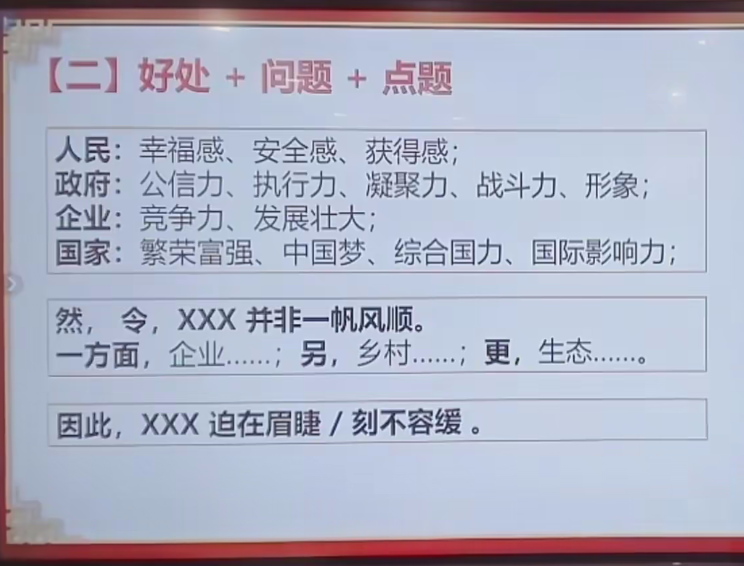 【二】好处 + 问题 + 点题
人民：幸福感、安全感、获得感；
政府：公信力、执行力、凝聚力、战斗力、形象；
企业：竞争力、发展壮大；
国家：繁荣富强、中国梦、综合国力、国际影响力；
然， 令，XXX 并非一帆风顺。
一方面，企业……；另，乡村……；更，生态……。
因此，XXX 迫在眉睫 / 刻不容缓 。